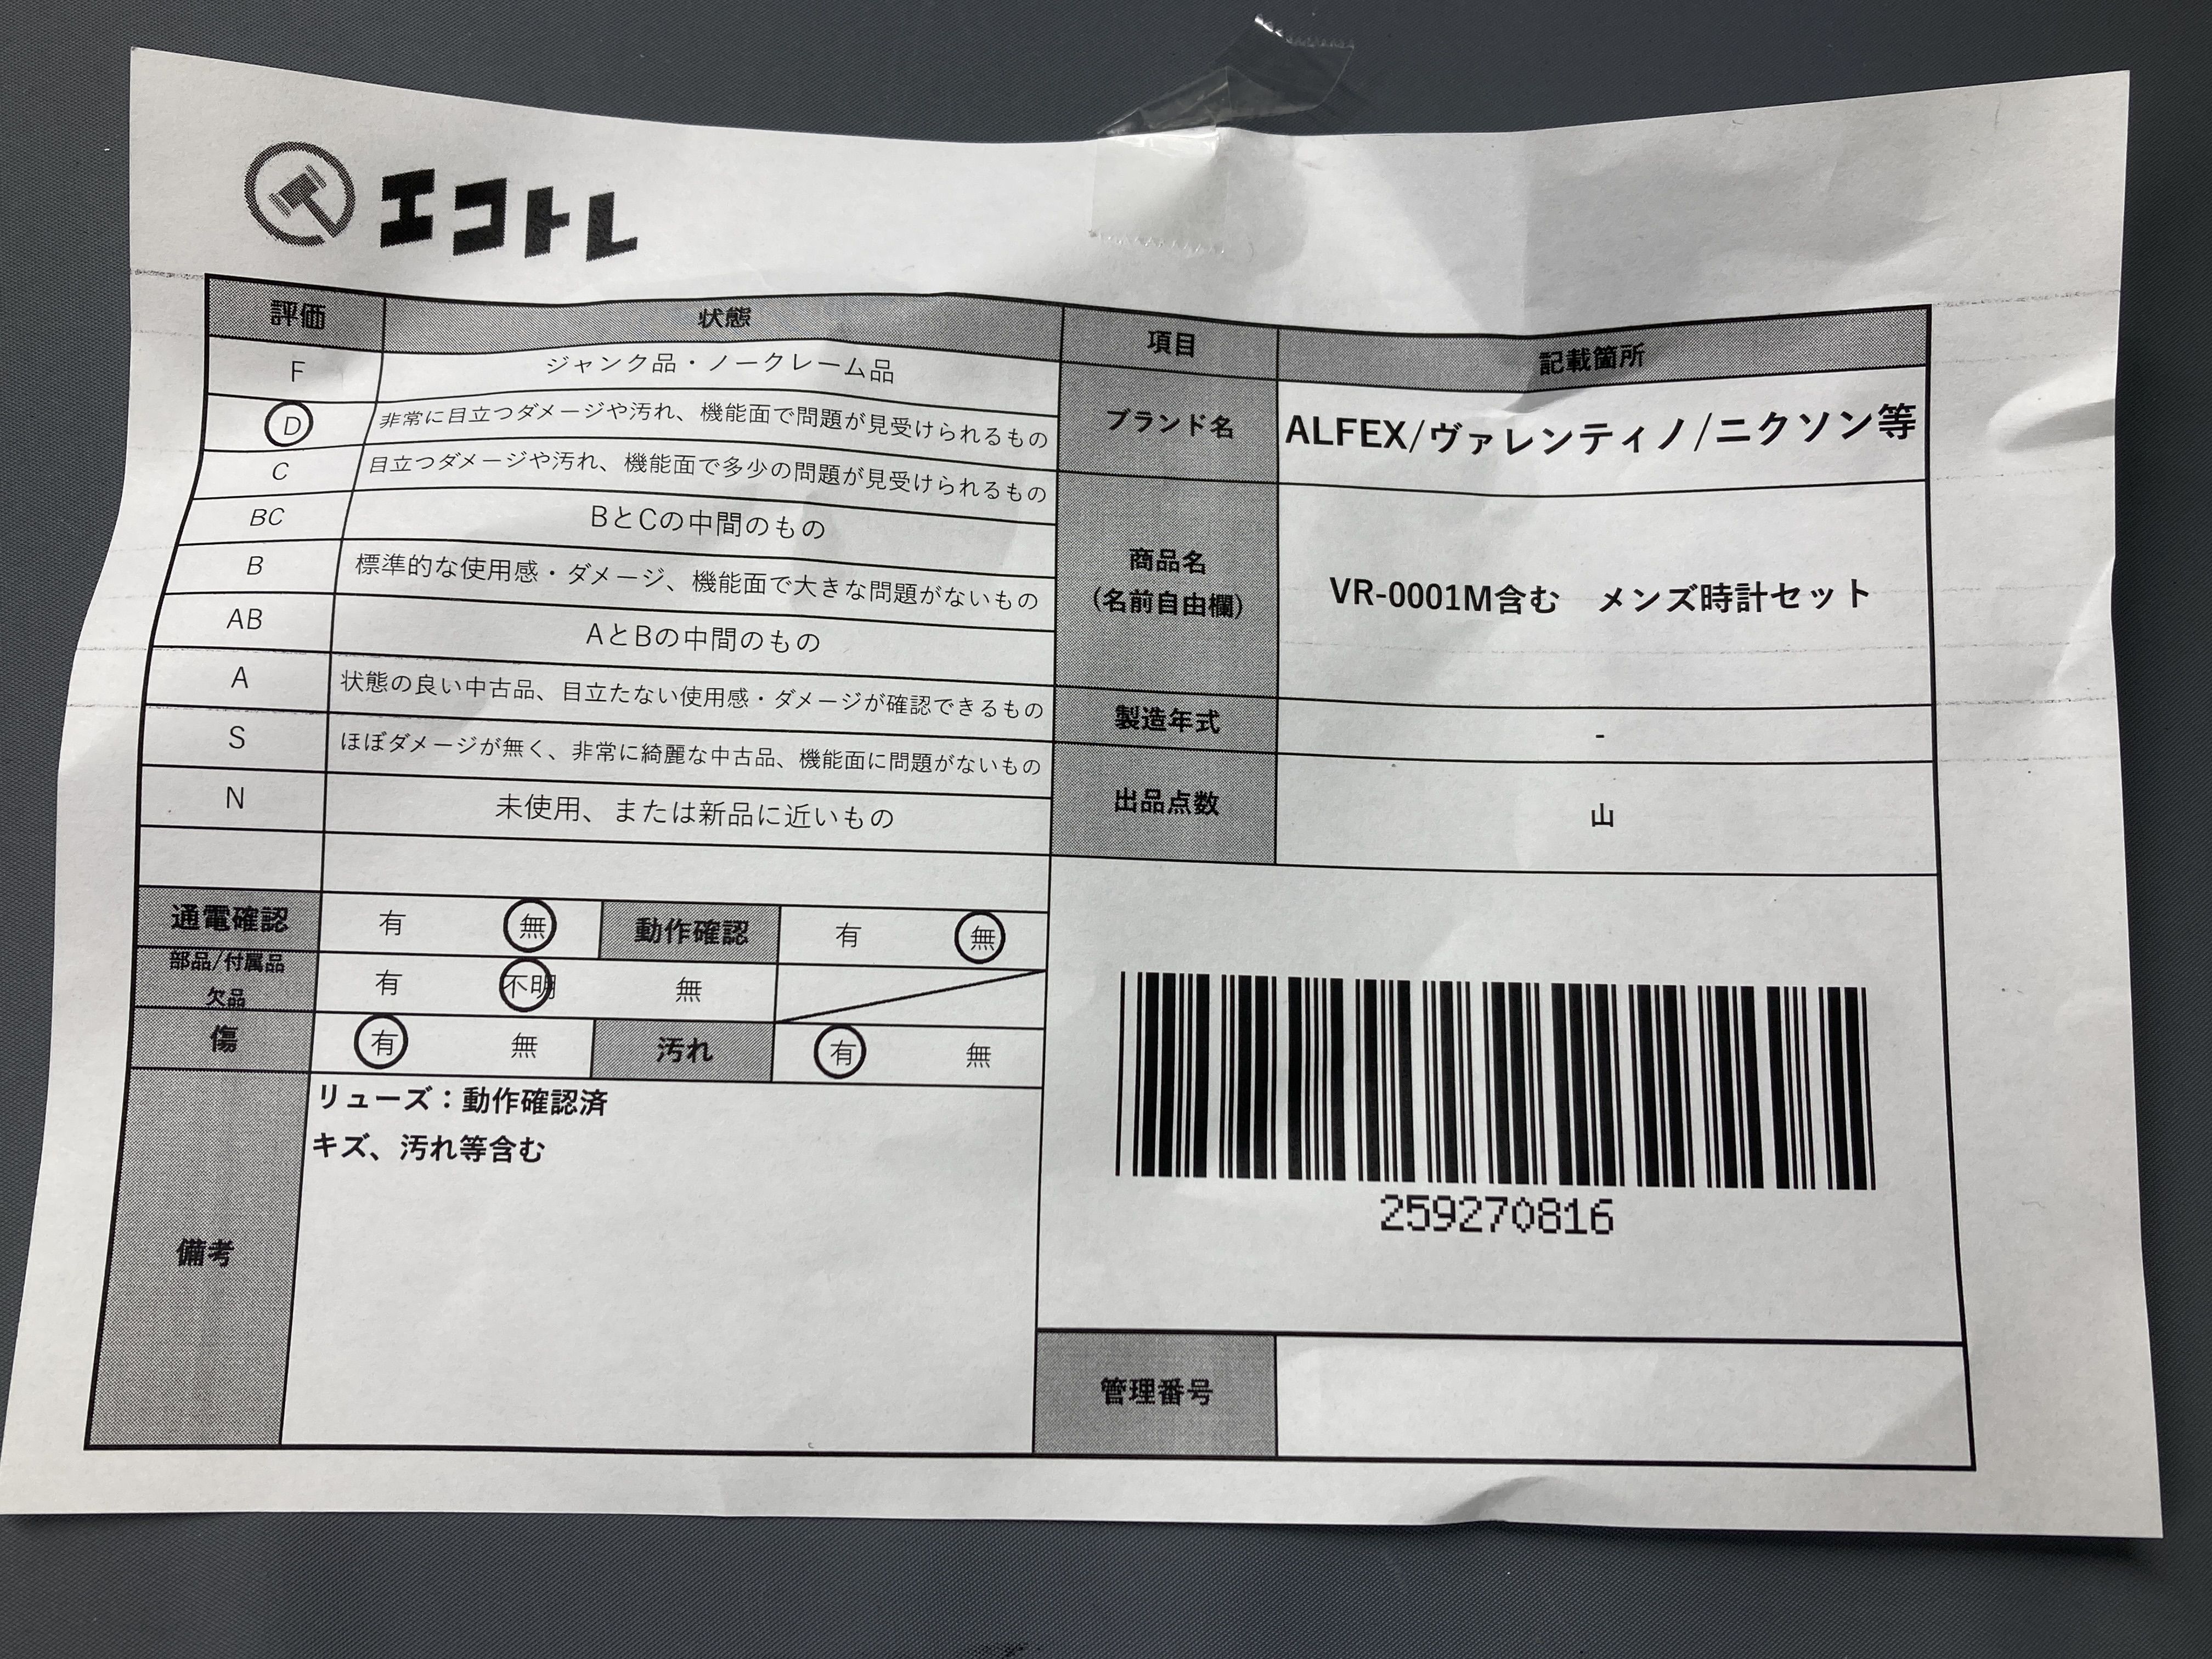 エコトレ
評価 状態
F ジャンク品・ノークレーム品
D 非常に目立つダメージや汚れ、機能面で問題が見受けられるもの
C 目立つダメージや汚れ、機能面で多少の問題が見受けられるもの
BC BとCの中間のもの
B 標準的な使用感・ダメージ、機能面で大きな問題がないもの
AB AとBの中間のもの
A 状態の良い中古品、目立たない使用感・ダメージが確認できるもの
S ほぼダメージが無く、非常に綺麗な中古品、機能面に問題がないもの
N 未使用、または新品に近いもの
通電確認 有 無 動作確認 有 無
部品/付属品
欠品 有 不明 無
傷 有 無 汚れ 有 無
備考
リューズ：動作確認済
キズ、汚れ等含む
項目 記載箇所
ブランド名 ALFEX/ヴァレンティノ/ニクソン等
商品名
(名前自由欄)
VR-0001M含む メンズ時計セット
製造年式 -
出品点数 山
259270816
管理番号